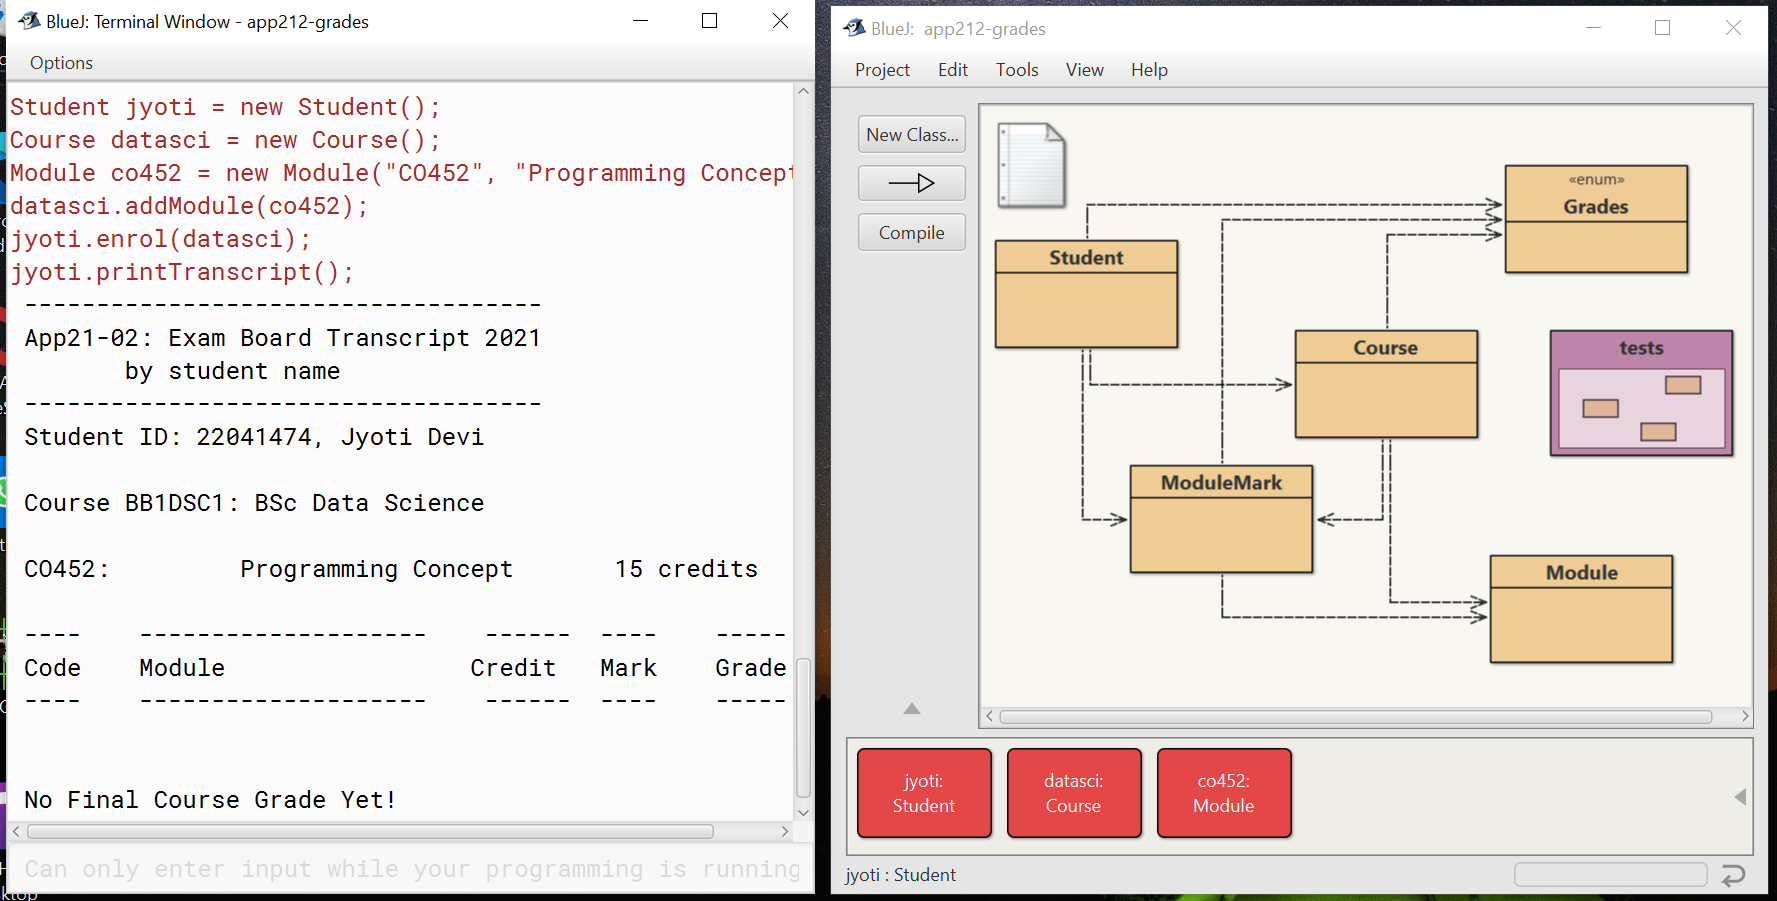 BlueJ: Terminal Window - app212-grades
Options
Student jyoti = new Student();
Course datasci = new Course();
Module co452 = new Module("CO452", "Programming Concept
datasci.addModule(co452);
jyoti.enrol(datasci);
jyoti.printTranscript();
------------------------------------
App21-02: Exam Board Transcript 2021
by student name
------------------------------------
Student ID: 22041474, Jyoti Devi
Course BB1DSC1: BSc Data Science
CO452: Programming Concept 15 credits
---- -------------------- ------ ---- -----
Code Module Credit Mark Grade
---- -------------------- ------ ---- -----
No Final Course Grade Yet!
Can only enter input while your programming is running
BlueJ: app212-grades
Project Edit Tools View Help
New Class...
Compile
«enum»
Grades
Student
Course
tests
ModuleMark
Module
jyoti:
Student
datasci:
Course
co452:
Module
jyoti : Student